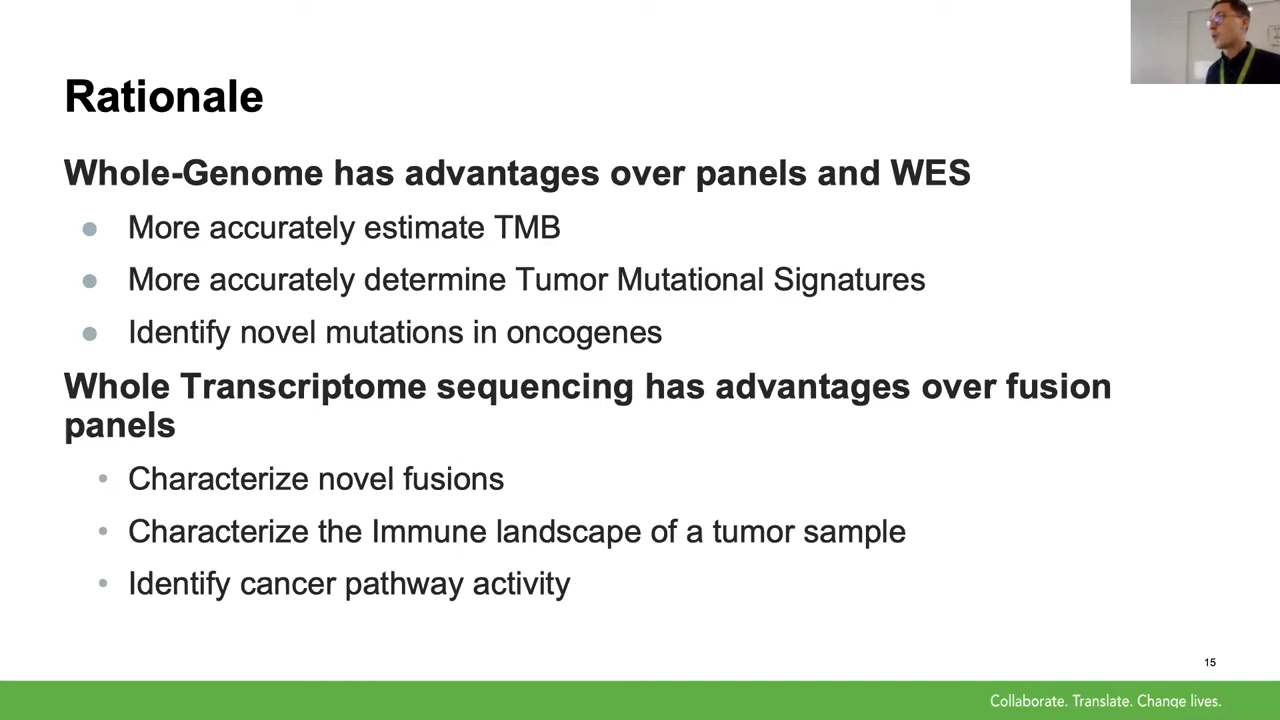 Rationale
Whole-Genome has advantages over panels and WES
More accurately estimate TMB
More accurately determine Tumor Mutational Signatures
Identify novel mutations in oncogenes
Whole Transcriptome sequencing has advantages over fusion
panels
Characterize novel fusions
Characterize the Immune landscape of a tumor sample
Identify cancer pathway activity
15
Collaborate. Translate. Change lives.